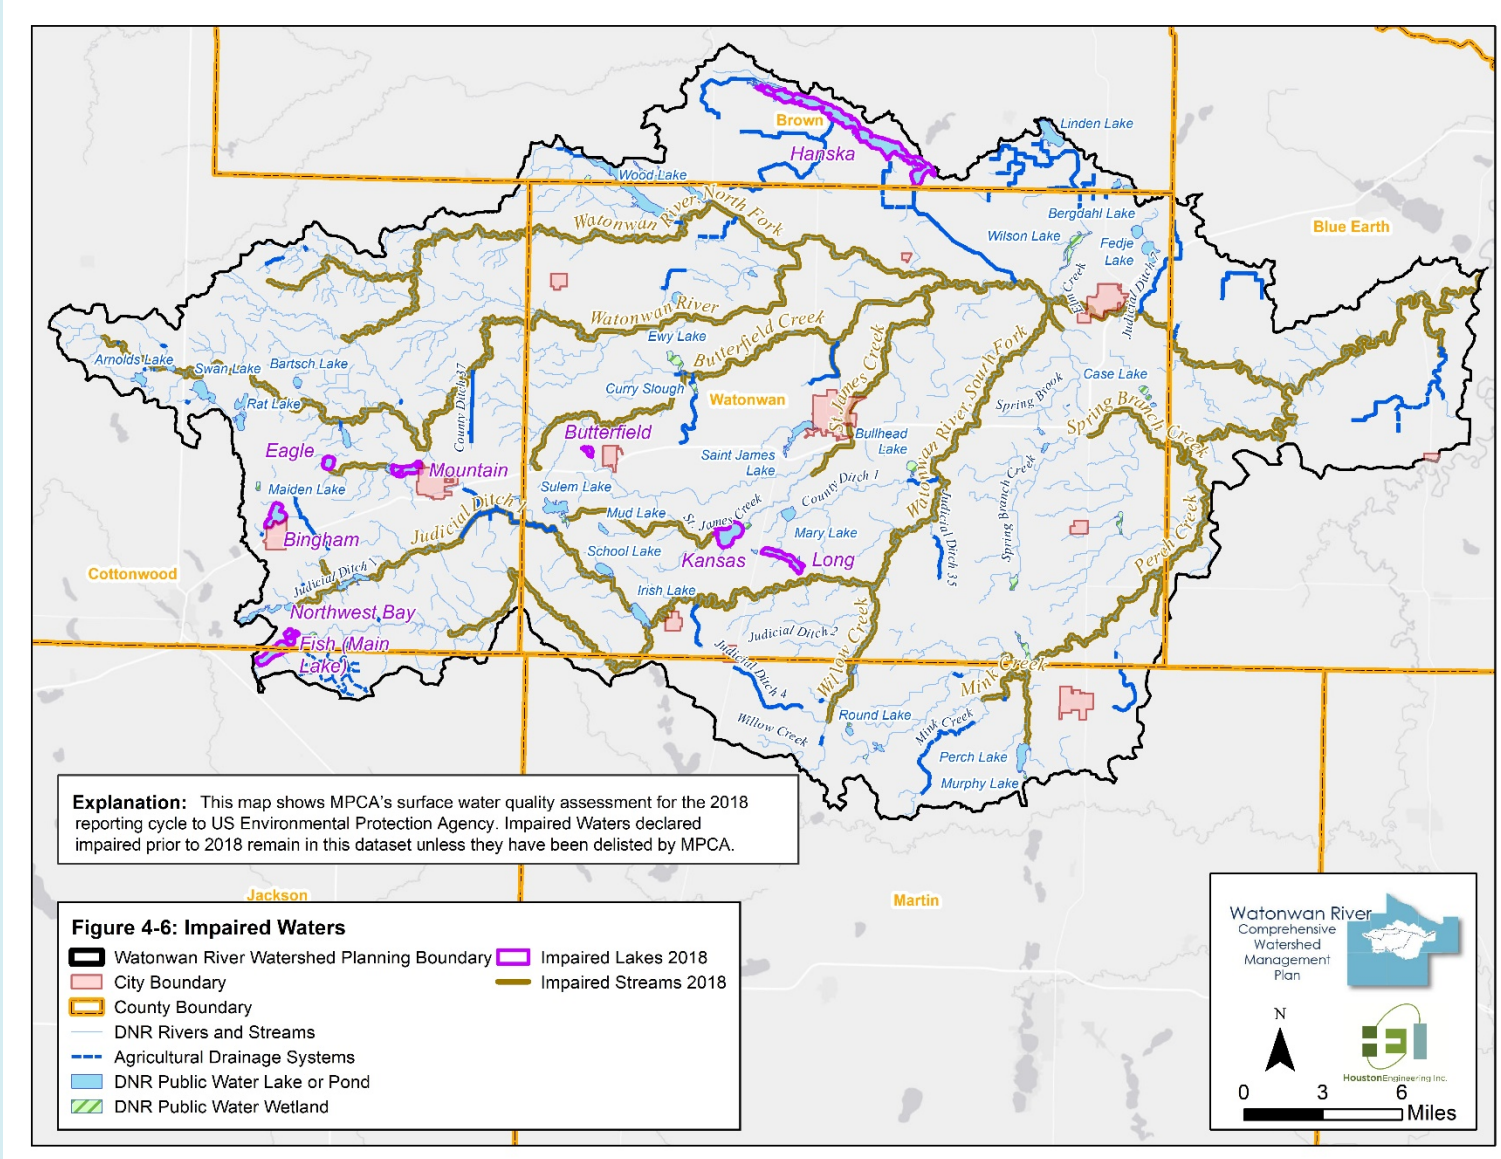 Linden Lake
Brown
Hanska
Wood Lake
Watonwan River, North Fork
Bergdahl Lake
Wilson Lake
Fedje
Lake
Blue Earth
Elm Creek
Judicial Ditch 7
Watonwan River
Ewy Lake
Butterfield Creek
Arnolds Lake
Swan Lake
Bartsch Lake
Rat Lake
County Ditch 37
Curry Slough
Watonwan
St. James Creek
Watonwan River, South Fork
Case Lake
Spring Brook
Spring Branch Creek
Butterfield
Eagle
Mountain
Saint James
Lake
Bullhead
Lake
Maiden Lake
Judicial Ditch 1
Sulem Lake
Mud Lake
County Ditch 1
St. James Creek
Spring Branch Creek
Judicial Ditch 35
Bingham
School Lake
Kansas
Mary Lake
Long
Perch Creek
Cottonwood
Judicial Ditch 1
Irish Lake
Northwest Bay
Fish (Main
Lake)
Judicial Ditch 2
Judicial Ditch 4
Willow Creek
Mink Creek
Willow Creek
Round Lake
Mink Creek
Perch Lake
Murphy Lake
Explanation: This map shows MPCA's surface water quality assessment for the 2018
reporting cycle to US Environmental Protection Agency. Impaired Waters declared
impaired prior to 2018 remain in this dataset unless they have been delisted by MPCA.
Jackson
Martin
Figure 4-6: Impaired Waters
Watonwan River Watershed Planning Boundary
City Boundary
County Boundary
DNR Rivers and Streams
Agricultural Drainage Systems
DNR Public Water Lake or Pond
DNR Public Water Wetland
Impaired Lakes 2018
Impaired Streams 2018
Watonwan River
Comprehensive
Watershed
Management
Plan
N
HoustonEngineering Inc.
0 3 6
Miles